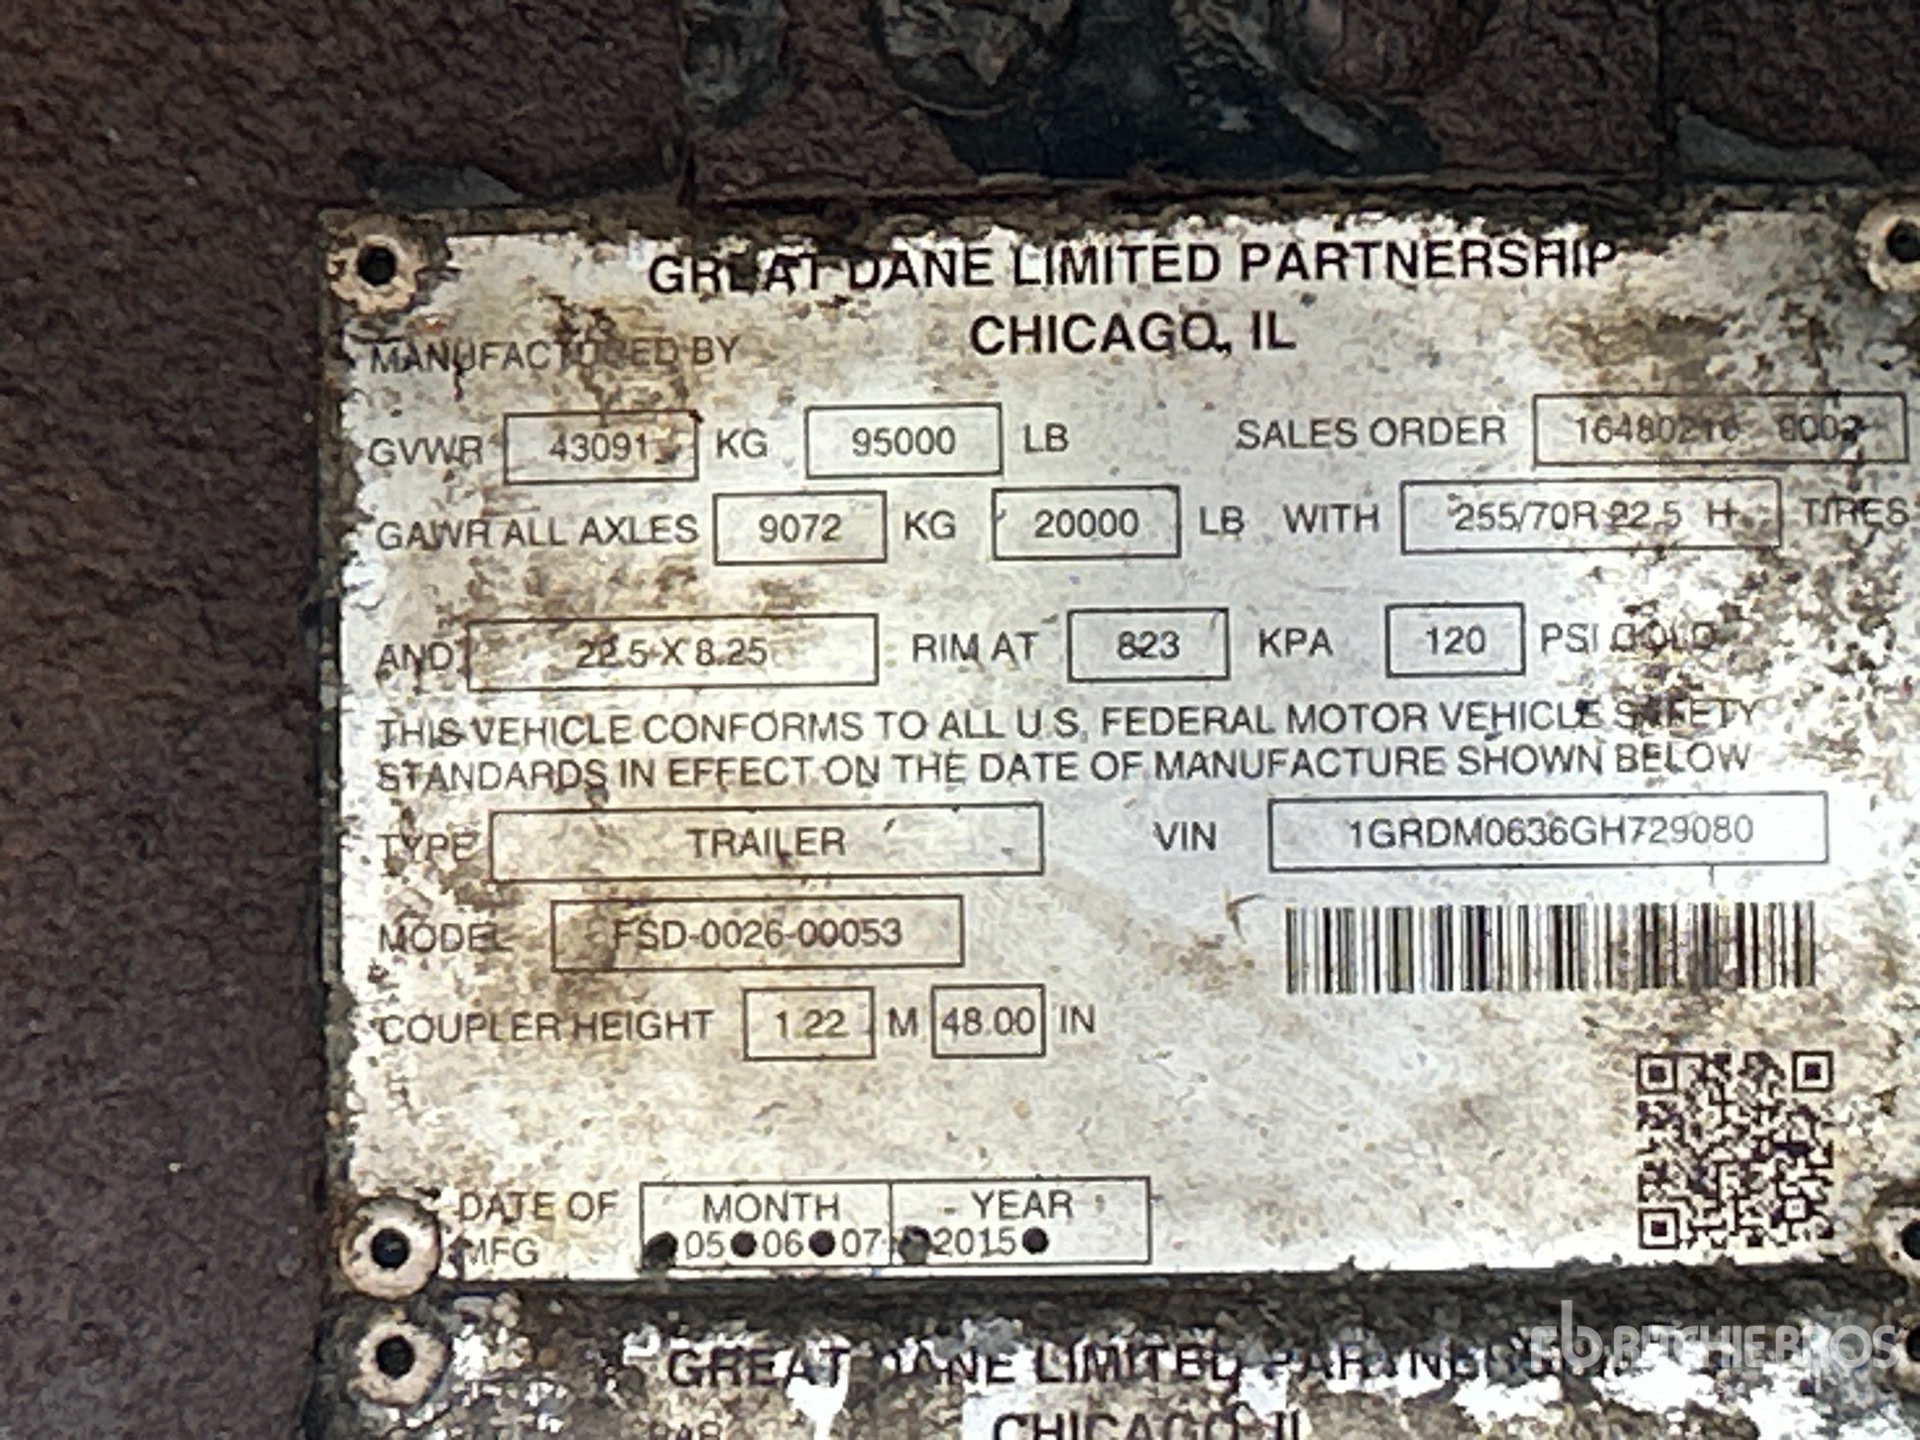 GREAT DANE LIMITED PARTNERSHIP
CHICAGO, IL
MANUFACTURED BY
GVWR 43091 KG 95000 LB SALES ORDER
GAWR ALL AXLES 9072 KG 20000 LB WITH 255/70R 22.5 H TIRES
AND 22.5 X 8.25 RIM AT 823 KPA 120 PSI COLD
THIS VEHICLE CONFORMS TO ALL U.S. FEDERAL MOTOR VEHICLE SAFETY
STANDARDS IN EFFECT ON THE DATE OF MANUFACTURE SHOWN BELOW
TYPE TRAILER VIN 1GRDM0636GH729080
MODEL FSD-0026-00053
COUPLER HEIGHT 1.22 M 48.00 IN
DATE OF MFG
MONTH YEAR
05 06 07 2015
GREAT DANE LIMITED PARTNERSHIP
CHICAGO, IL
rb RITCHIE BROS